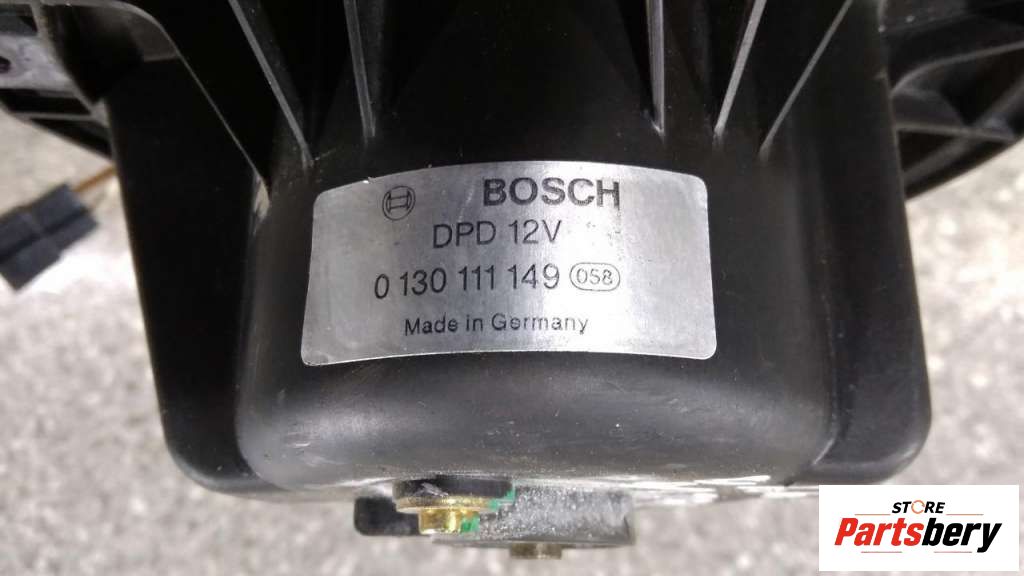 BOSCH
DPD 12V
0 130 111 149 058
Made in Germany
STORE
Partsbery